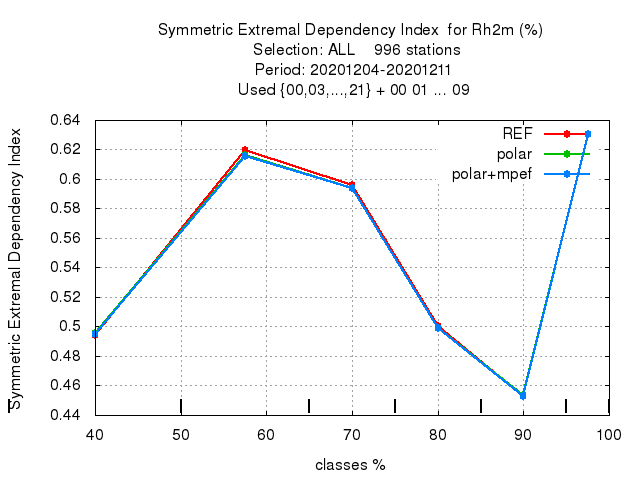 Symmetric Extremal Dependency Index  for Rh2m (%)
Selection: ALL    996 stations
Period: 20201204-20201211
Used {00,03,...,21} + 00 01 ... 09
Symmetric Extremal Dependency Index
0.64
0.62
0.6
0.58
0.56
0.54
0.52
0.5
0.48
0.46
0.44
REF
polar
polar+mpef
40 50 60 70 80 90 100
classes %